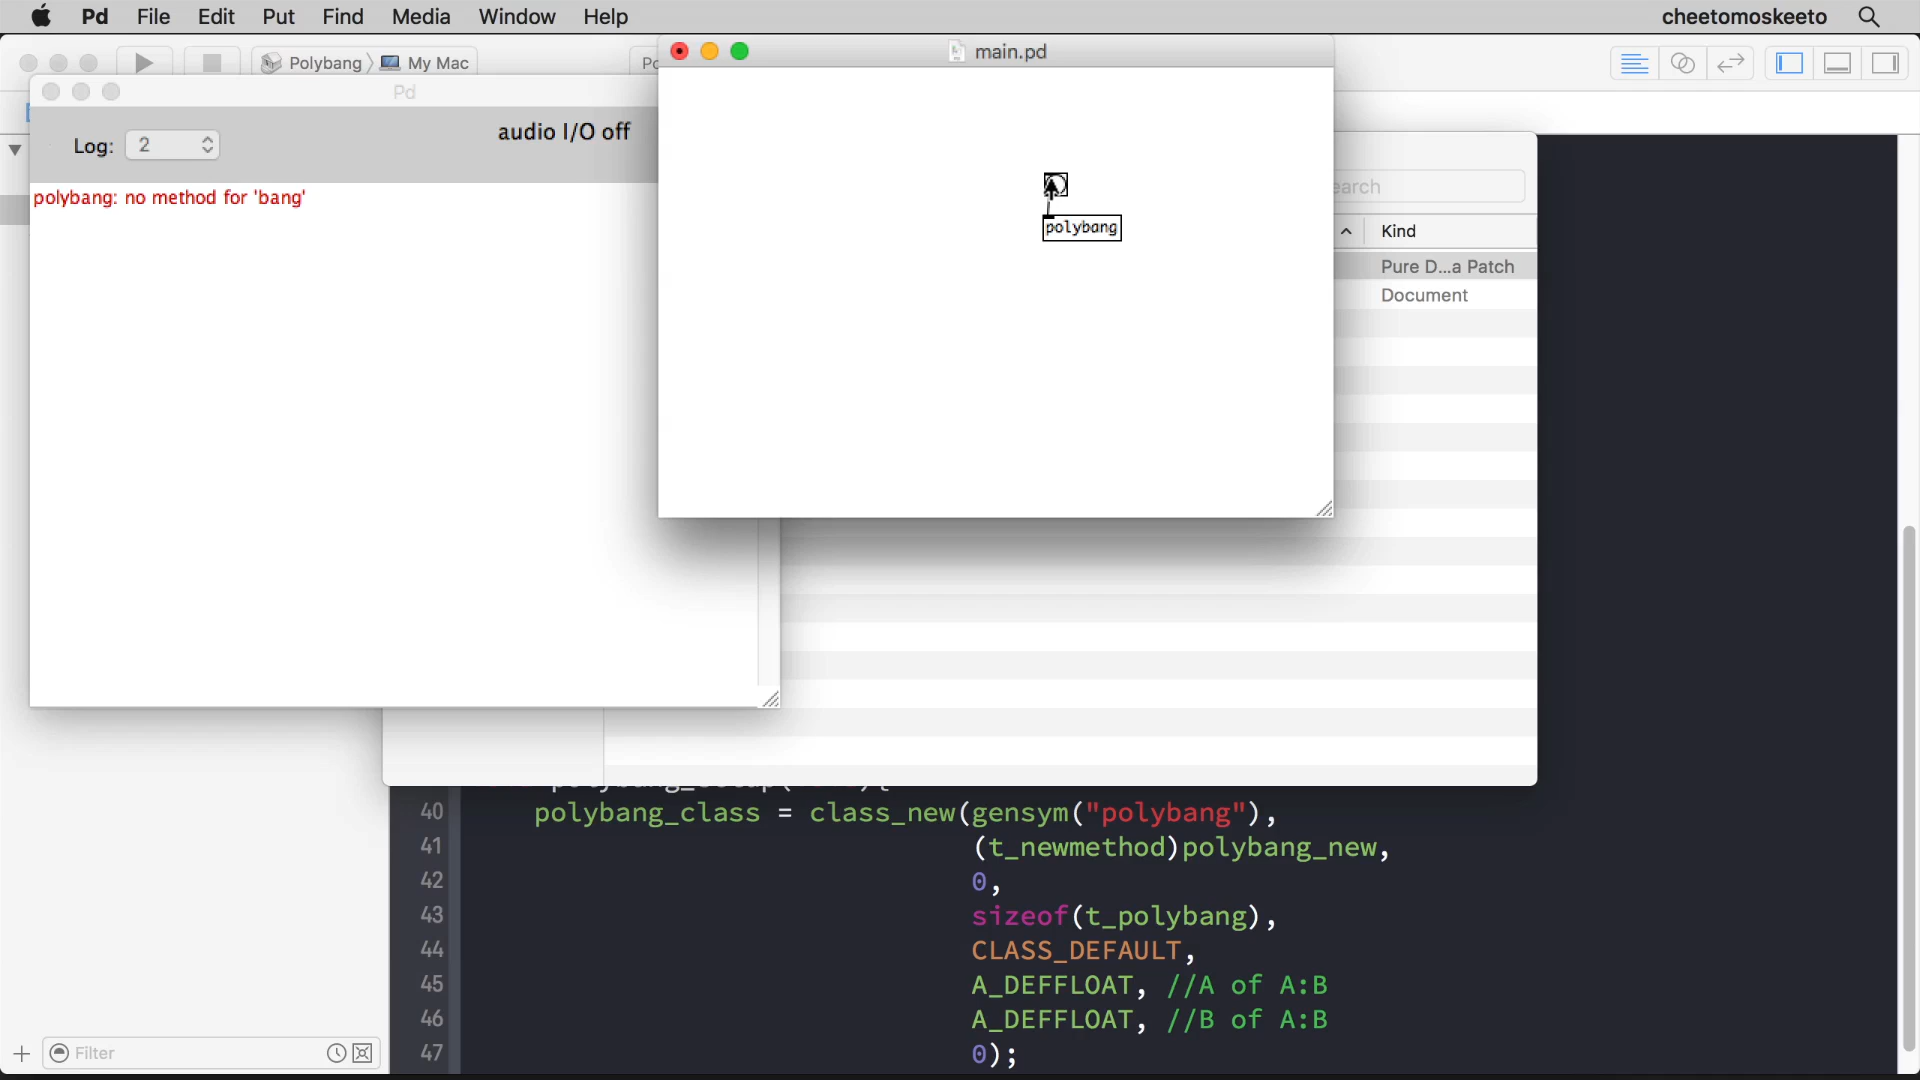 Pd File Edit Put Find Media Window Help
cheetomoskeeto
Polybang
My Mac
main.pd
Pd
Log: 2
audio I/O off
polybang: no method for 'bang'
polybang
earch
Kind
Pure D...a Patch
Document
40 polybang_class = class_new(gensym("polybang"),
41 (t_newmethod)polybang_new,
42 0,
43 sizeof(t_polybang),
44 CLASS_DEFAULT,
45 A_DEFFLOAT, //A of A:B
46 A_DEFFLOAT, //B of A:B
47 0);
Filter